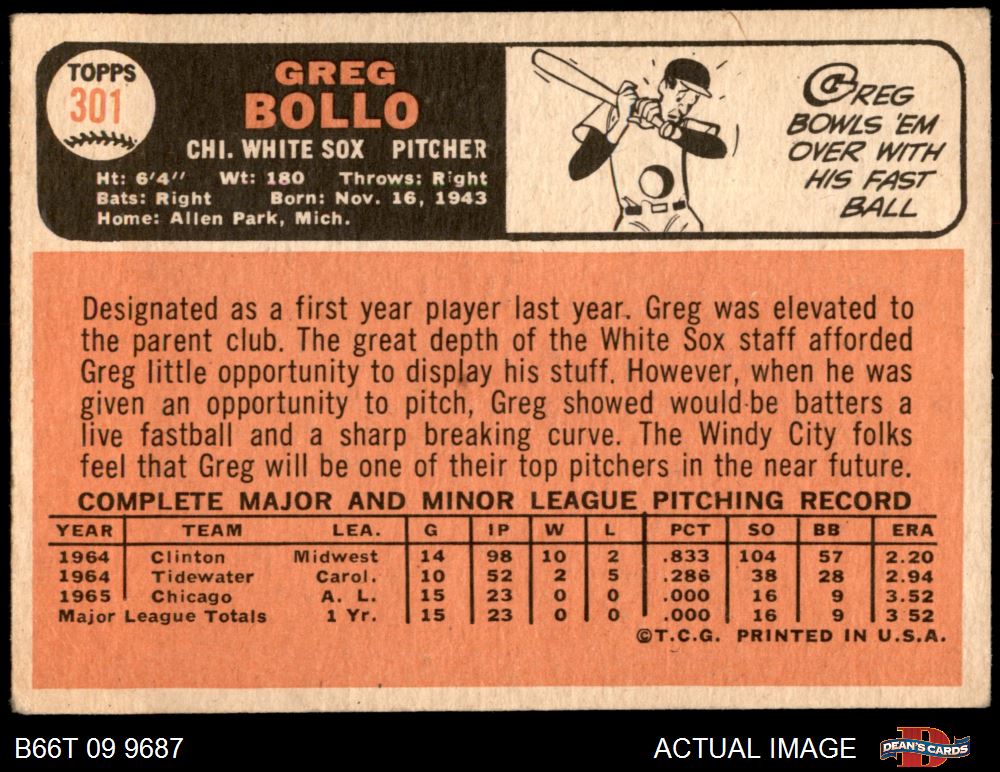 TOPPS
301
GREG
BOLLO
CHI. WHITE SOX PITCHER
Ht: 6'4" Wt: 180 Throws: Right
Bats: Right Born: Nov. 16, 1943
Home: Allen Park, Mich.
GREG
BOWLS 'EM
OVER WITH
HIS FAST
BALL
Designated as a first year player last year. Greg was elevated to
the parent club. The great depth of the White Sox staff afforded
Greg little opportunity to display his stuff. However, when he was
given an opportunity to pitch, Greg showed would-be batters a
live fastball and a sharp breaking curve. The Windy City folks
feel that Greg will be one of their top pitchers in the near future.
COMPLETE MAJOR AND MINOR LEAGUE PITCHING RECORD
YEAR TEAM LEA. G IP W L PCT SO BB ERA
1964 Clinton Midwest 14 98 10 2 .833 104 57 2.20
1964 Tidewater Carol. 10 52 2 5 .286 38 28 2.94
1965 Chicago A. L. 15 23 0 0 .000 16 9 3.52
Major League Totals 1 Yr. 15 23 0 0 .000 16 9 3 52
©T.C.G. PRINTED IN U.S.A.
B66T 09 9687 ACTUAL IMAGE DEAN'S CARDS